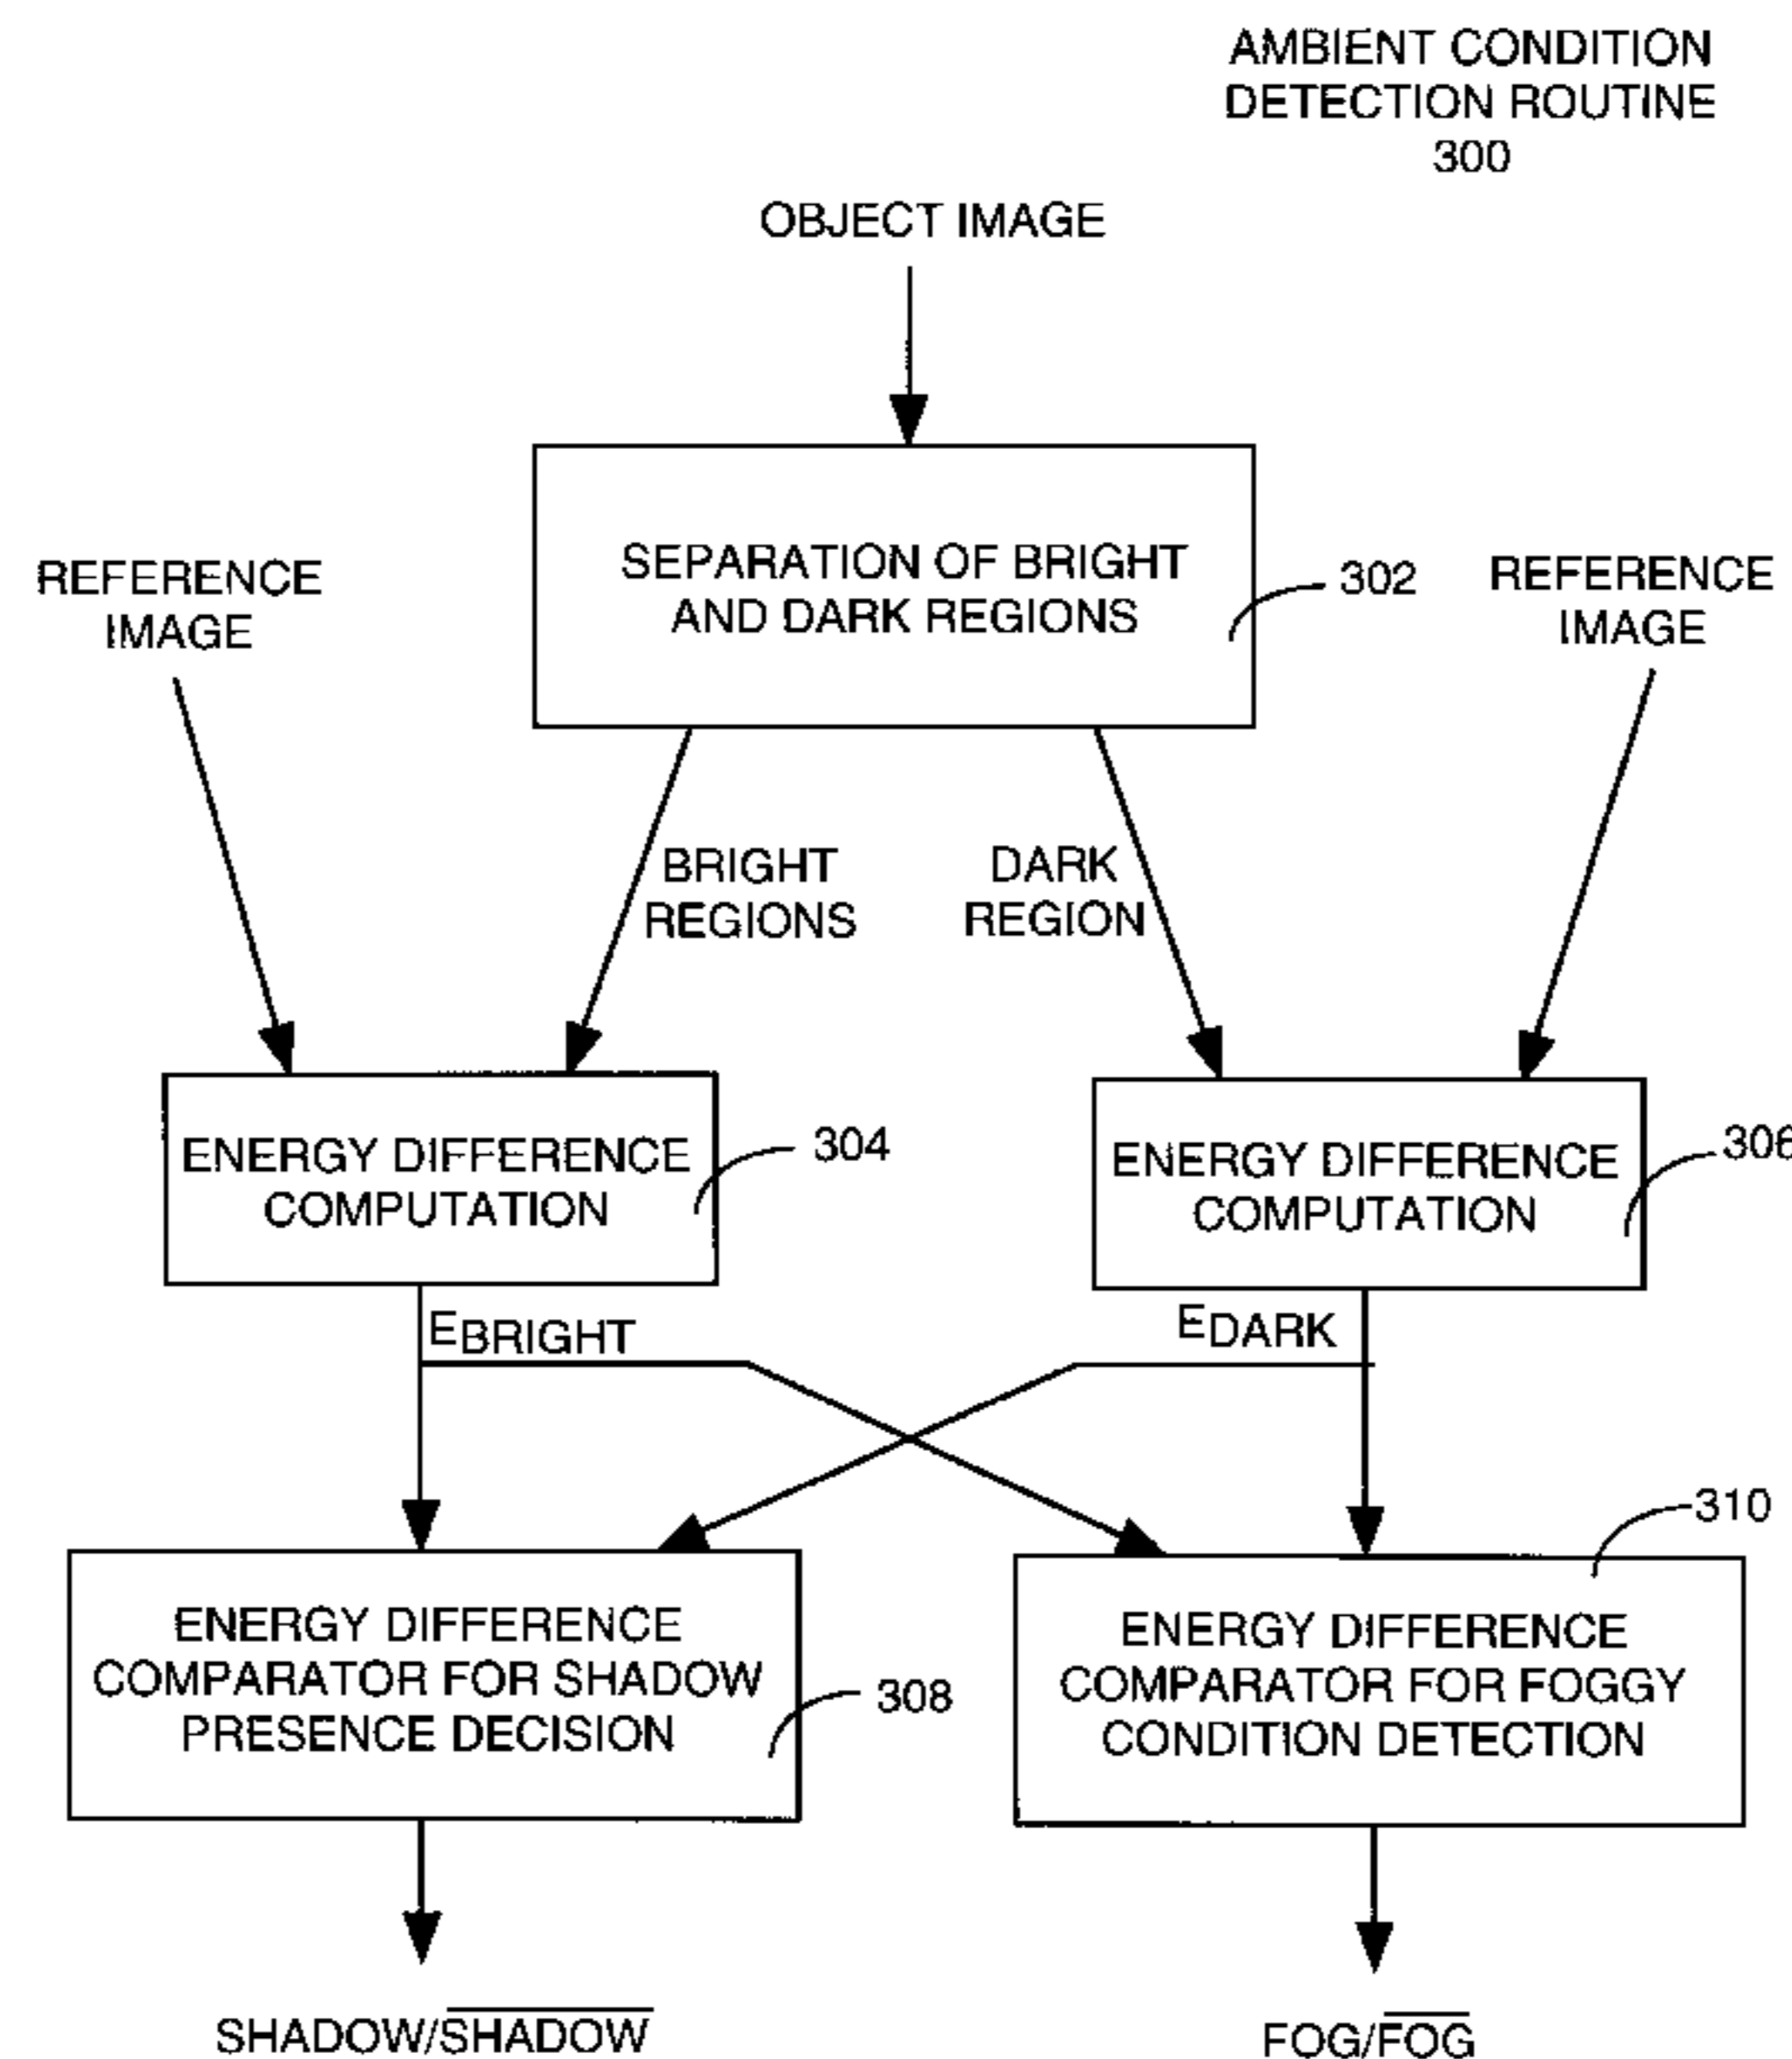 AMBIENT CONDITION
DETECTION ROUTINE
300
OBJECT IMAGE
SEPARATION OF BRIGHT
AND DARK REGIONS
302
REFERENCE
IMAGE
REFERENCE
IMAGE
BRIGHT
REGIONS
DARK
REGION
ENERGY DIFFERENCE
COMPUTATION
304
ENERGY DIFFERENCE
COMPUTATION
306
EBRIGHT
EDARK
310
ENERGY DIFFERENCE
COMPARATOR FOR SHADOW
PRESENCE DECISION
308
ENERGY DIFFERENCE
COMPARATOR FOR FOGGY
CONDITION DETECTION
SHADOW/S̅H̅A̅D̅O̅W̅
FOG/F̅O̅G̅